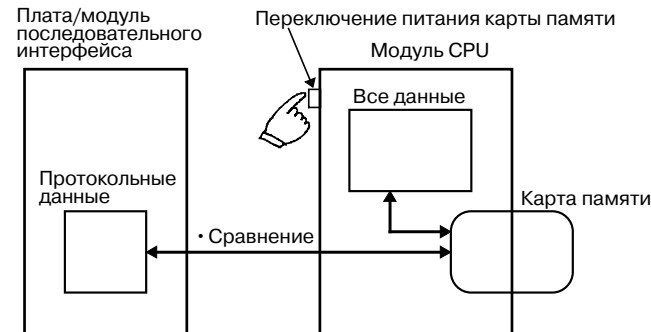 Плата/модуль
последовательного
интерфейса
Переключение питания карты памяти
Модуль CPU
Все данные
Протокольные
данные
Карта памяти
· Сравнение